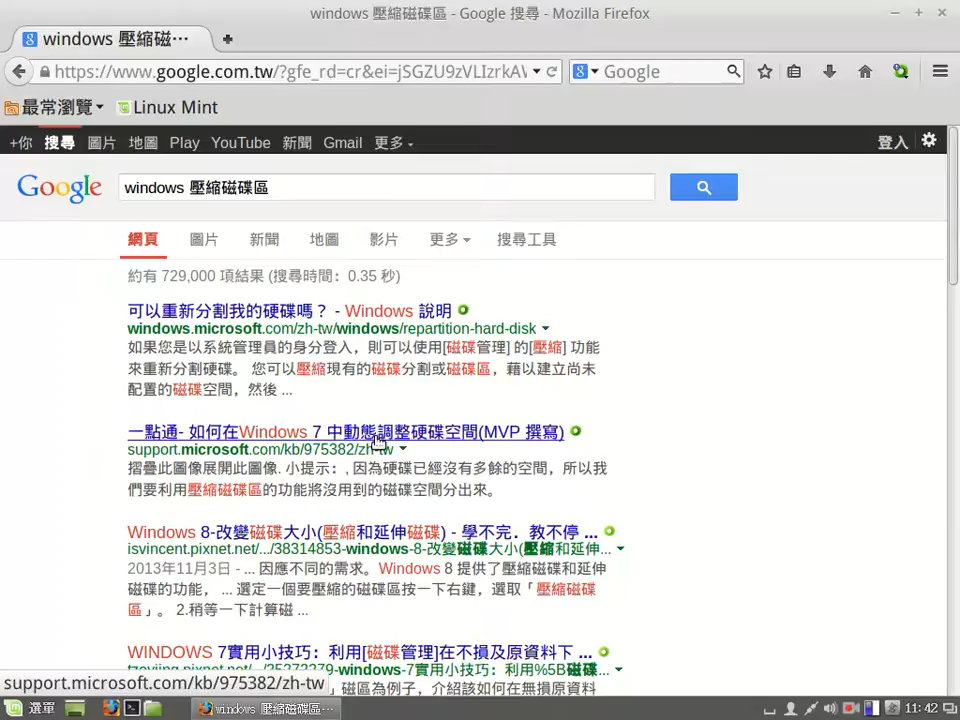 windows 壓縮磁碟區 - Google 搜尋 - Mozilla Firefox
windows 壓縮磁⋯
https://www.google.com.tw/?gfe_rd=cr&ei=jSGZU9zVLIzrkA
Google
最常瀏覽
Linux Mint
+你 搜尋 圖片 地圖 Play YouTube 新聞 Gmail 更多
登入
Google
windows 壓縮磁碟區
網頁 圖片 新聞 地圖 影片 更多 搜尋工具
約有 729,000 項結果 (搜尋時間：0.35 秒)
可以重新分割我的硬碟嗎？ - Windows 說明
windows.microsoft.com/zh-tw/windows/repartition-hard-disk
如果您是以系統管理員的身分登入，則可以使用[磁碟管理] 的[壓縮] 功能
來重新分割硬碟。 您可以壓縮現有的磁碟分割或磁碟區，藉以建立尚未
配置的磁碟空間，然後 ...
一點通- 如何在Windows 7 中動態調整硬碟空間(MVP 撰寫)
support.microsoft.com/kb/975382/zh-tw
摺疊此圖像展開此圖像. 小提示：, 因為硬碟已經沒有多餘的空間，所以我
們要利用壓縮磁碟區的功能將沒用到的磁碟空間分出來。
Windows 8-改變磁碟大小(壓縮和延伸磁碟) - 學不完．教不停 ...
isvincent.pixnet.net/.../38314853-windows-8-改變磁碟大小(壓縮和延伸...
2013年11月3日 - ... 因應不同的需求。Windows 8 提供了壓縮磁碟和延伸
磁碟的功能， ... 選定一個要壓縮的磁碟區按一下右鍵，選取「壓縮磁碟
區」。 2.稍等一下計算磁 ...
WINDOWS 7實用小技巧：利用[磁碟管理]在不損及原資料下 ...
tzoviing.pixnet.net/.../25272279-windows-7實用小技巧：利用%5B磁碟...
support.microsoft.com/kb/975382/zh-tw
磁區為例子，介紹該如何在無損原資料
選單
windows 壓縮磁碟區⋯
11:42